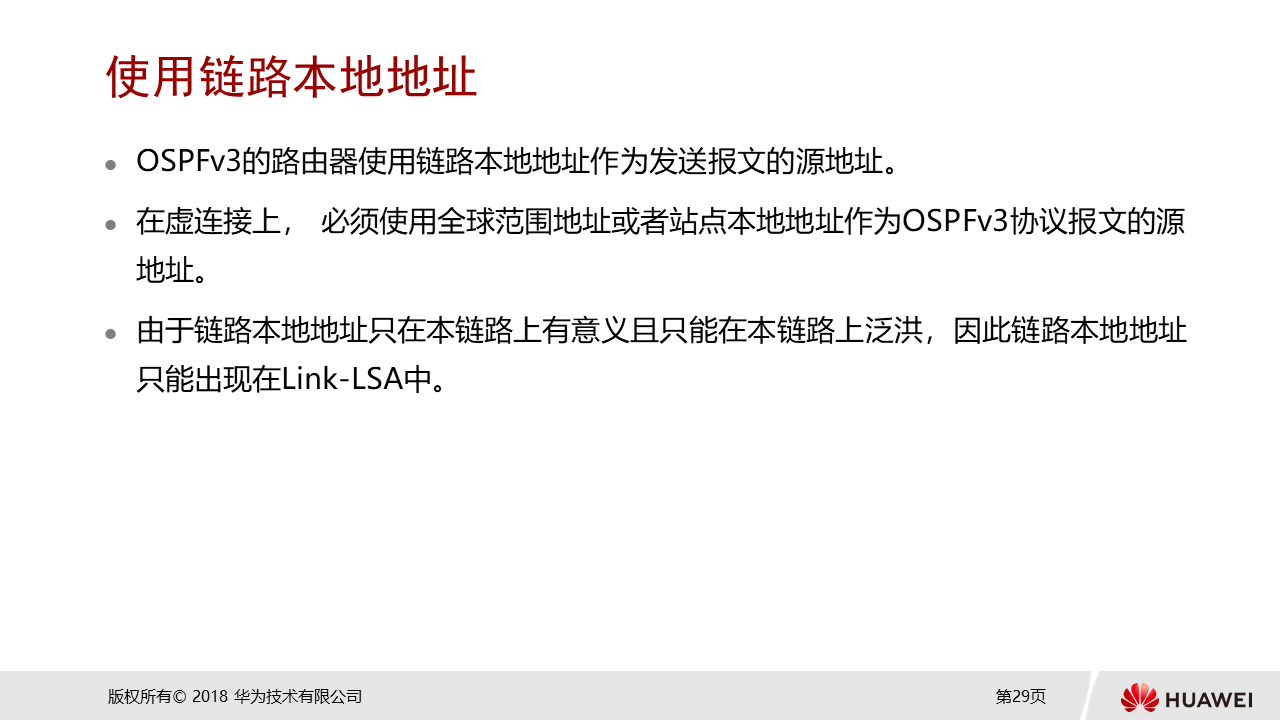 使用链路本地地址
● OSPFv3的路由器使用链路本地地址作为发送报文的源地址。
● 在虚连接上， 必须使用全球范围地址或者站点本地地址作为OSPFv3协议报文的源
地址。
● 由于链路本地地址只在本链路上有意义且只能在本链路上泛洪，因此链路本地地址
只能出现在Link-LSA中。
版权所有© 2018 华为技术有限公司
第29页
HUAWEI